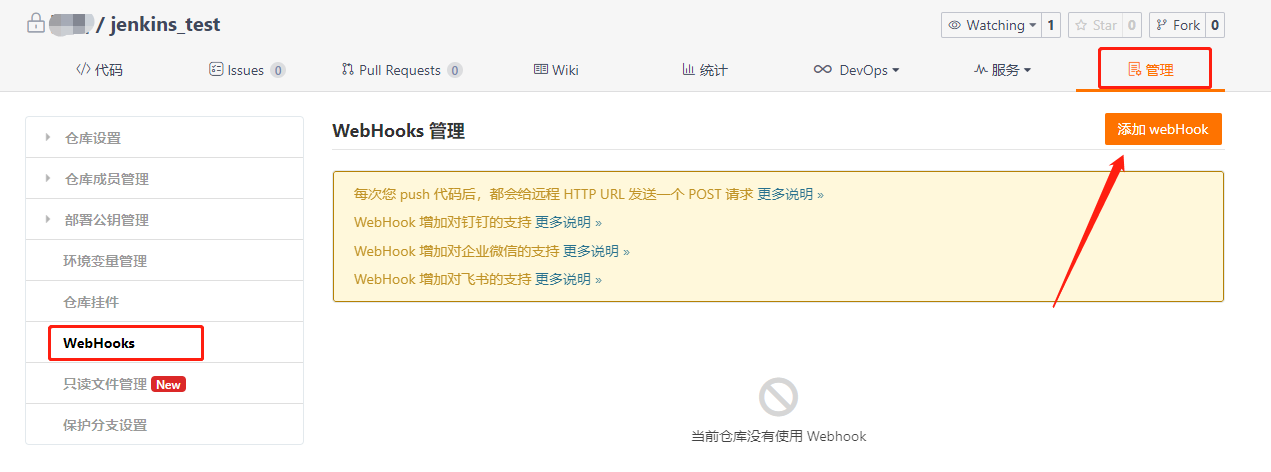 / jenkins_test
Watching 1 Star 0 Fork 0
代码 Issues 0 Pull Requests 0 Wiki 统计 DevOps 服务 管理
仓库设置
仓库成员管理
部署公钥管理
环境变量管理
仓库挂件
WebHooks
只读文件管理 New
保护分支设置
WebHooks 管理
添加 webHook
每次您 push 代码后，都会给远程 HTTP URL 发送一个 POST 请求 更多说明 »
WebHook 增加对钉钉的支持 更多说明 »
WebHook 增加对企业微信的支持 更多说明 »
WebHook 增加对飞书的支持 更多说明 »
当前仓库没有使用 Webhook